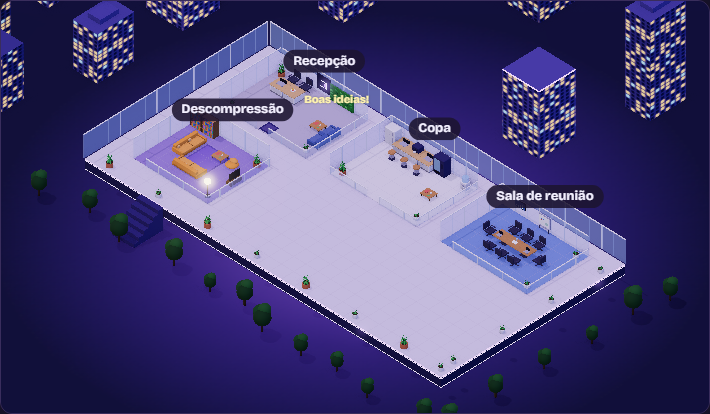 Recepção
Boas ideias!
Descompressão
Copa
Sala de reunião